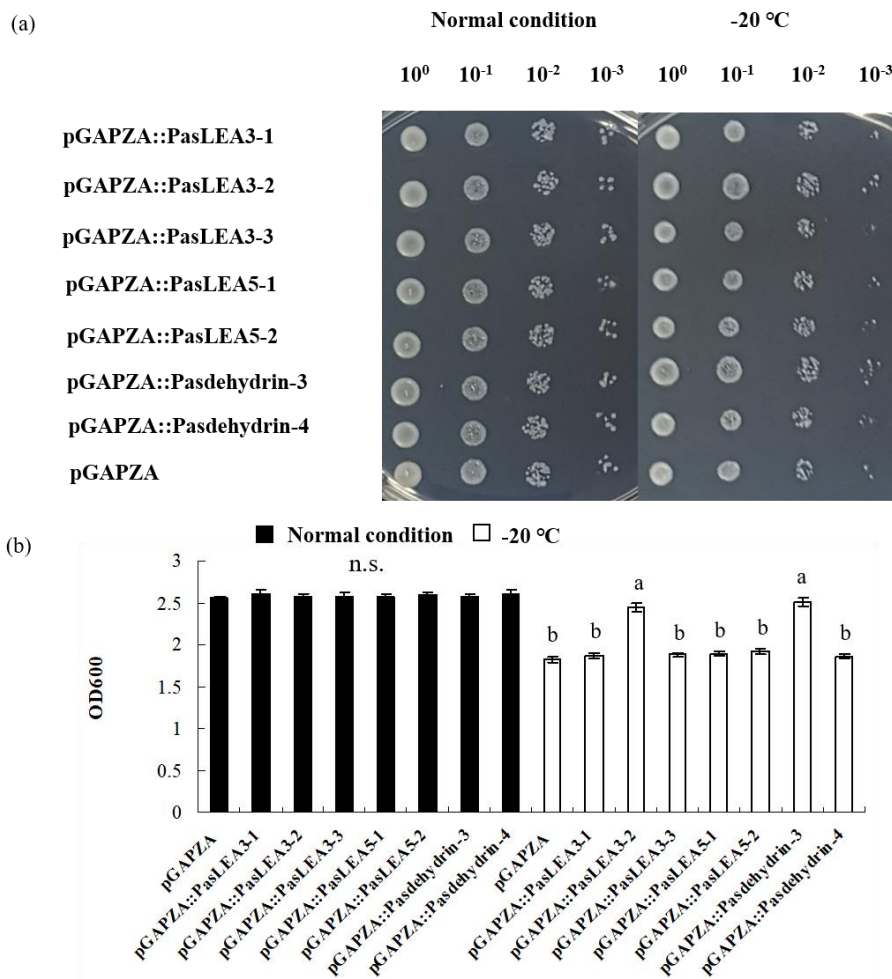 (a)
Normal condition -20 °C
10⁰ 10⁻¹ 10⁻² 10⁻³ 10⁰ 10⁻¹ 10⁻² 10⁻³
pGAPZA::PasLEA3-1
pGAPZA::PasLEA3-2
pGAPZA::PasLEA3-3
pGAPZA::PasLEA5-1
pGAPZA::PasLEA5-2
pGAPZA::Pasdehydrin-3
pGAPZA::Pasdehydrin-4
pGAPZA
(b)
Normal condition -20 °C
n.s.
3
2.5
2
1.5
1
0.5
0
OD600
b b a b b b a b
pGAPZA
pGAPZA::PasLEA3-1
pGAPZA::PasLEA3-2
pGAPZA::PasLEA3-3
pGAPZA::PasLEA5-1
pGAPZA::PasLEA5-2
pGAPZA::Pasdehydrin-3
pGAPZA::Pasdehydrin-4
pGAPZA
pGAPZA::PasLEA3-1
pGAPZA::PasLEA3-2
pGAPZA::PasLEA3-3
pGAPZA::PasLEA5-1
pGAPZA::PasLEA5-2
pGAPZA::Pasdehydrin-3
pGAPZA::Pasdehydrin-4